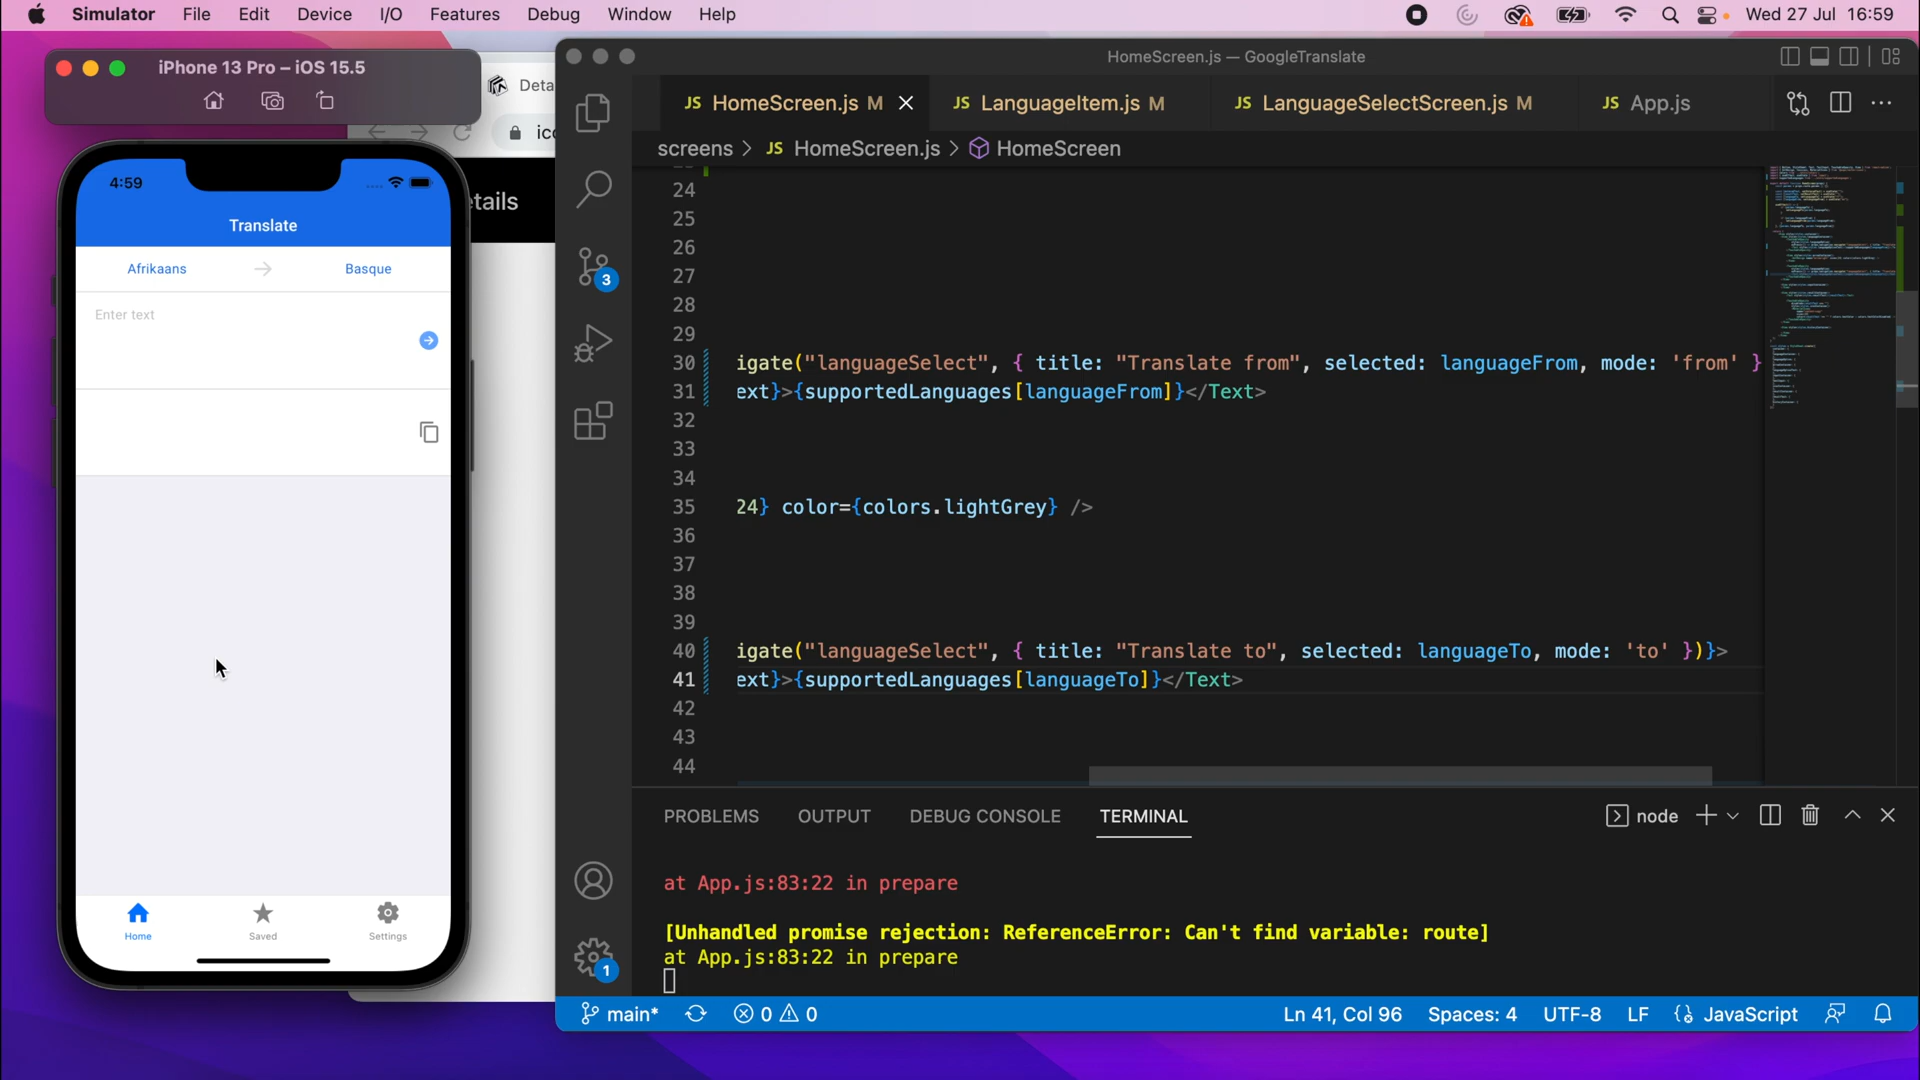 Simulator File Edit Device I/O Features Debug Window Help Wed 27 Jul 16:59
iPhone 13 Pro – iOS 15.5
Deta
ico
etails
4:59
Translate
Afrikaans
Basque
Enter text
Home
Saved
Settings
HomeScreen.js — GoogleTranslate
JS HomeScreen.js M
JS LanguageItem.js M
JS LanguageSelectScreen.js M
JS App.js
screens > JS HomeScreen.js > HomeScreen
3
24
25
26
27
28
29
30 igate("languageSelect", { title: "Translate from", selected: languageFrom, mode: 'from' }
31 ext}>{supportedLanguages[languageFrom]}</Text>
32
33
34
35 24} color={colors.lightGrey} />
36
37
38
39
40 igate("languageSelect", { title: "Translate to", selected: languageTo, mode: 'to' })}>
41 ext}>{supportedLanguages[languageTo]}</Text>
42
43
44
PROBLEMS OUTPUT DEBUG CONSOLE TERMINAL node
at App.js:83:22 in prepare
[Unhandled promise rejection: ReferenceError: Can't find variable: route]
at App.js:83:22 in prepare
1
main* 0 0 Ln 41, Col 96 Spaces: 4 UTF-8 LF JavaScript